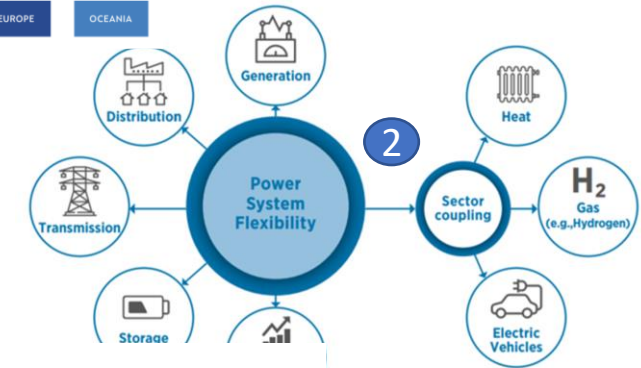 EUROPE
OCEANIA
Generation
Distribution
2
Heat
Power
System
Flexibility
Sector
coupling
H2
Gas
(e.g.,Hydrogen)
Transmission
Storage
Electric
Vehicles